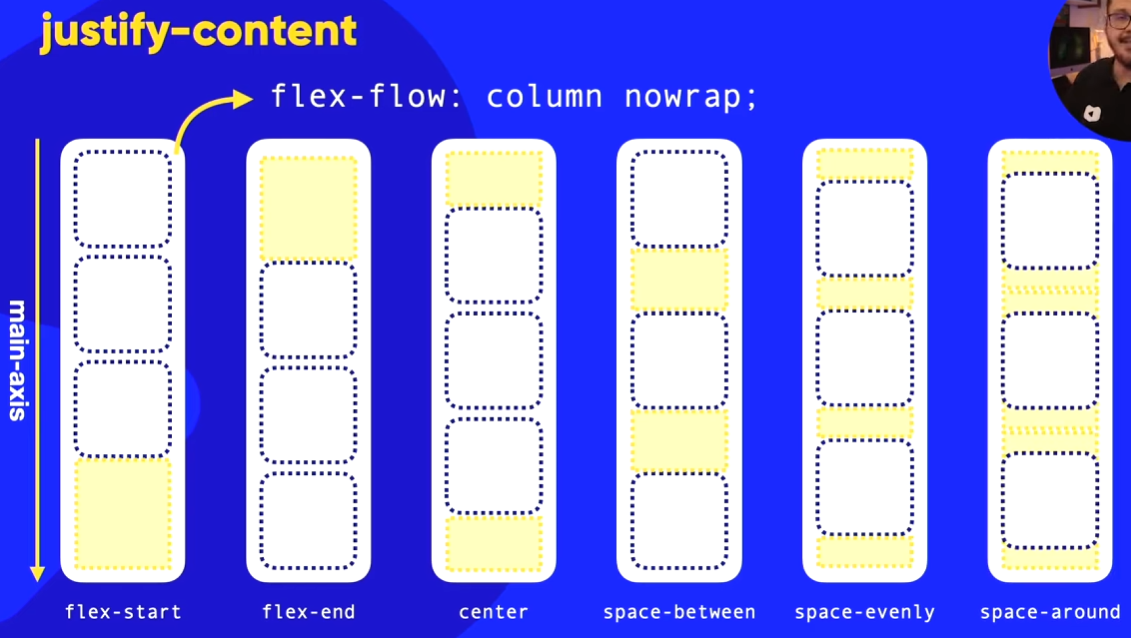 justify-content
flex-flow: column nowrap;
main-axis
flex-start
flex-end
center
space-between
space-evenly
space-around